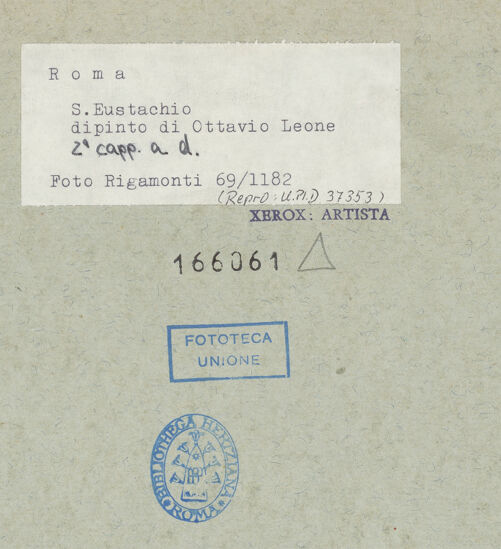 R o m a
S.Eustachio
dipinto di Ottavio Leone
2ª capp. a d.
Foto Rigamonti 69/1182
(Repro: U.Pl.D 37353)
XEROX: ARTISTA
166061
FOTOTECA
UNIONE
BIBLIOTHECA HERTZIANA
ROMA